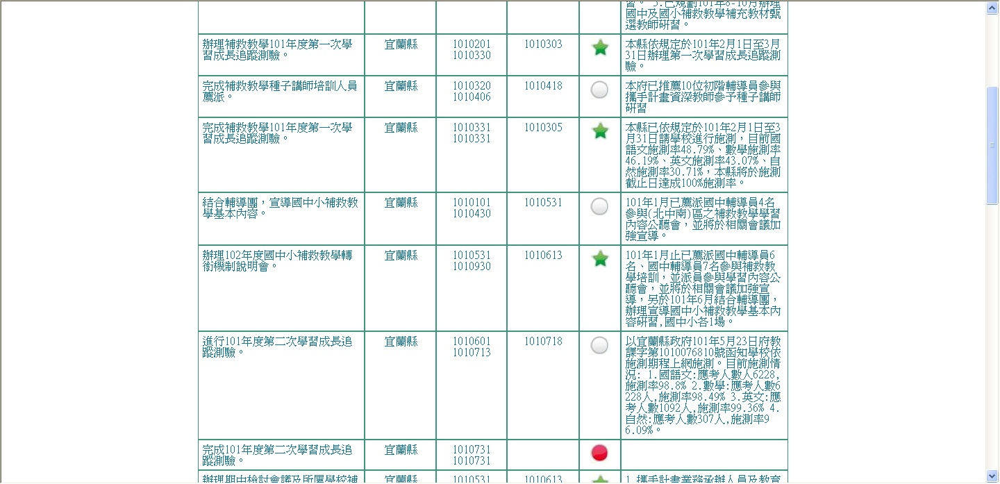 習。 3.已規劃101年8-10月辦理
國中及國小補救教學補充教材甄
選教師研習。
辦理補救教學101年度第一次學
習成長追蹤測驗。
宜蘭縣
1010201
1010330
1010303
本縣依規定於101年2月1日至3月
31日辦理第一次學習成長追蹤測
驗。
完成補救教學種子講師培訓人員
薦派。
宜蘭縣
1010320
1010406
1010418
本府已推薦10位初階輔導員參與
攜手計畫資深教師參予種子講師
研習
完成補救教學101年度第一次學
習成長追蹤測驗。
宜蘭縣
1010331
1010331
1010305
本縣已依規定於101年2月1日至3
月31日請學校進行施測，目前國
語文施測率48.79%、數學施測率
46.19%、英文施測率43.07%、自
然施測率30.71%，本縣將於施測
截止日達成100%施測率。
結合輔導團，宣導國中小補救教
學基本內容。
宜蘭縣
1010101
1010430
1010531
101年1月已薦派國中輔導員4名
參與(北中南)區之補救教學學習
內容公聽會，並將於相關會議加
強宣導。
辦理102年度國中小補救教學轉
銜機制說明會。
宜蘭縣
1010531
1010930
1010613
101年1月止已薦派國中輔導員6
名、國中輔導員7名參與補救教
學培訓，並派員參與學習內容公
聽會，並將於相關會議加強宣
導，另於101年6月結合輔導團，
辦理宣導國中小補救教學基本內
容研習,國中小各1場。
進行101年度第二次學習成長追
蹤測驗。
宜蘭縣
1010601
1010713
1010718
以宜蘭縣政府101年5月23日府教
課字第1010076810號函知學校依
施測期程上網施測。目前施測情
況: 1.國語文:應考人數人6228,
施測率98.8% 2.數學:應考人數6
228人,施測率98.49% 3.英文:應
考人數1092人,施測率99.36% 4.
自然:應考人數307人,施測率9
6.09%。
完成101年度第二次學習成長追
蹤測驗。
宜蘭縣
1010731
1010731
辦理期中檢討會議及所屬學校補
宜蘭縣
1010531
1010613
1.攜手計畫業務承辦人員及教育